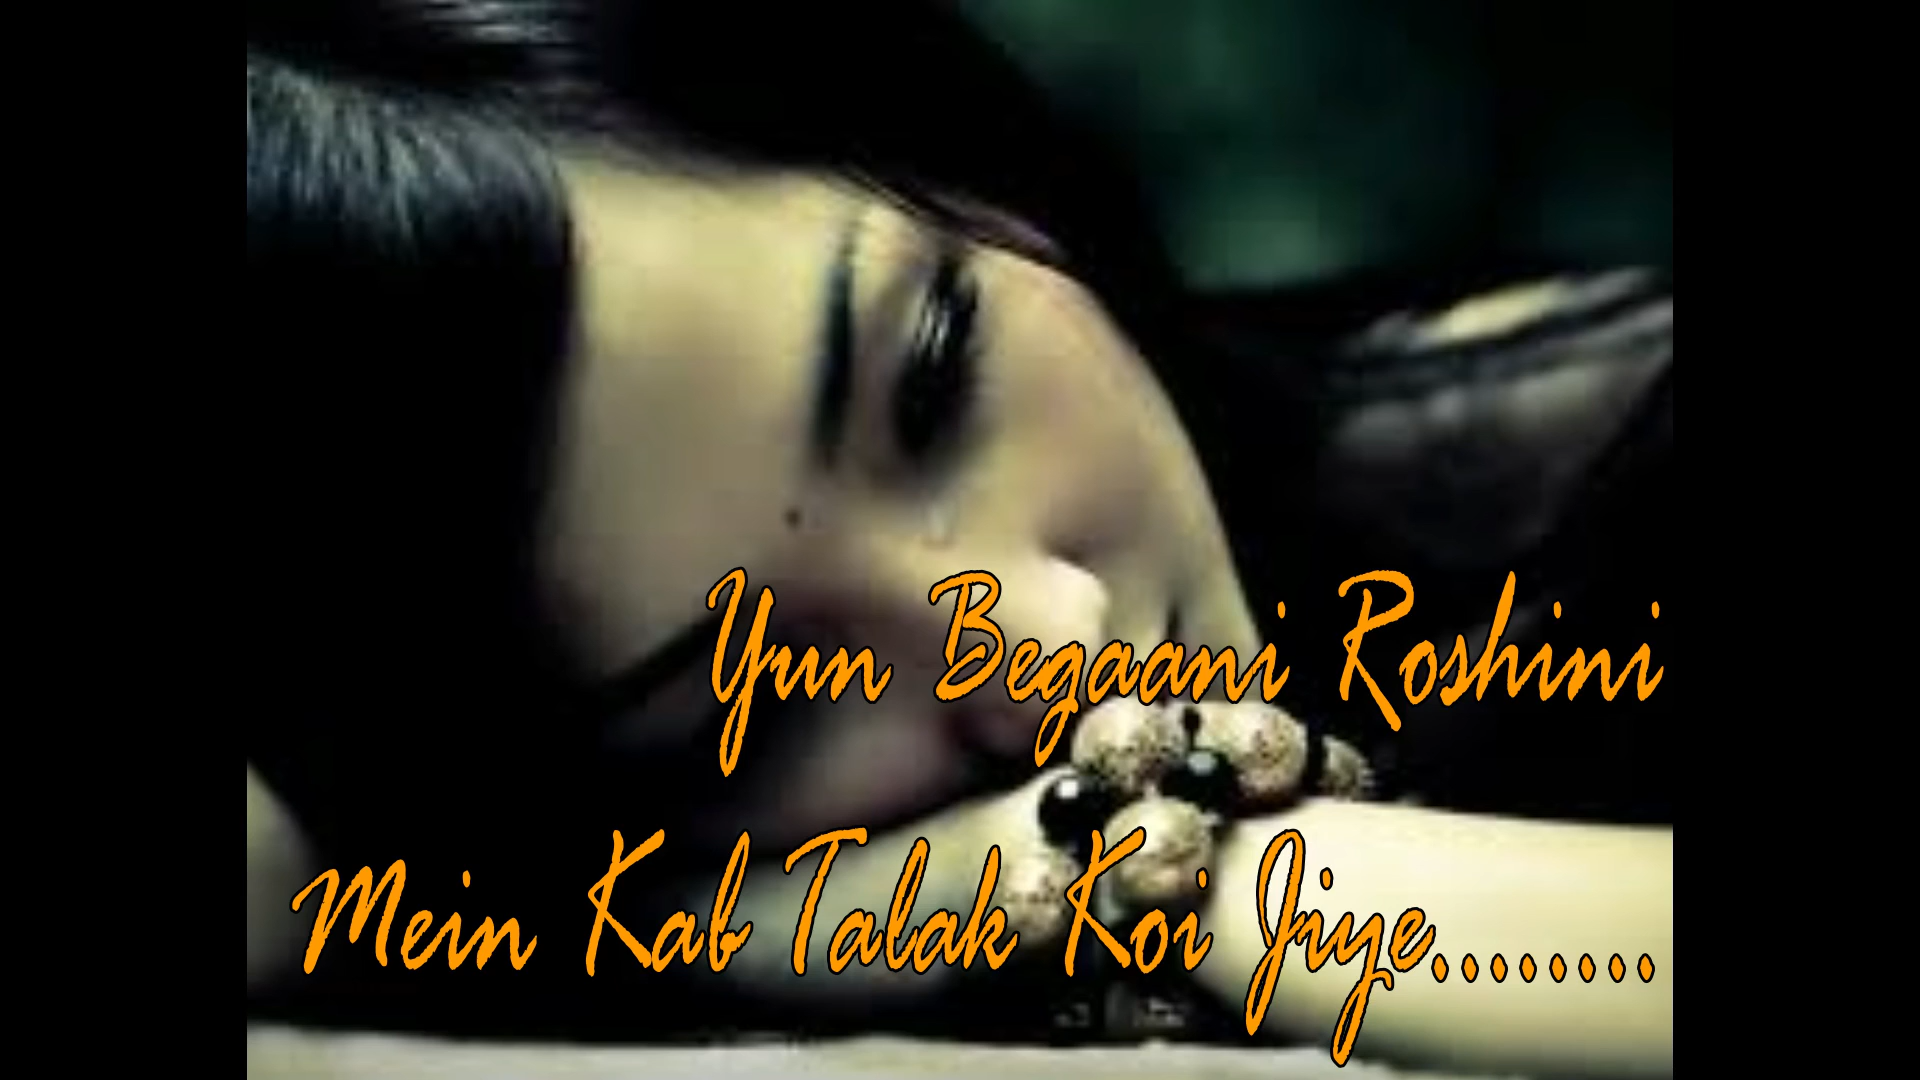 Yun Begaani Roshini
Mein Kab Talak Koi Jiye........